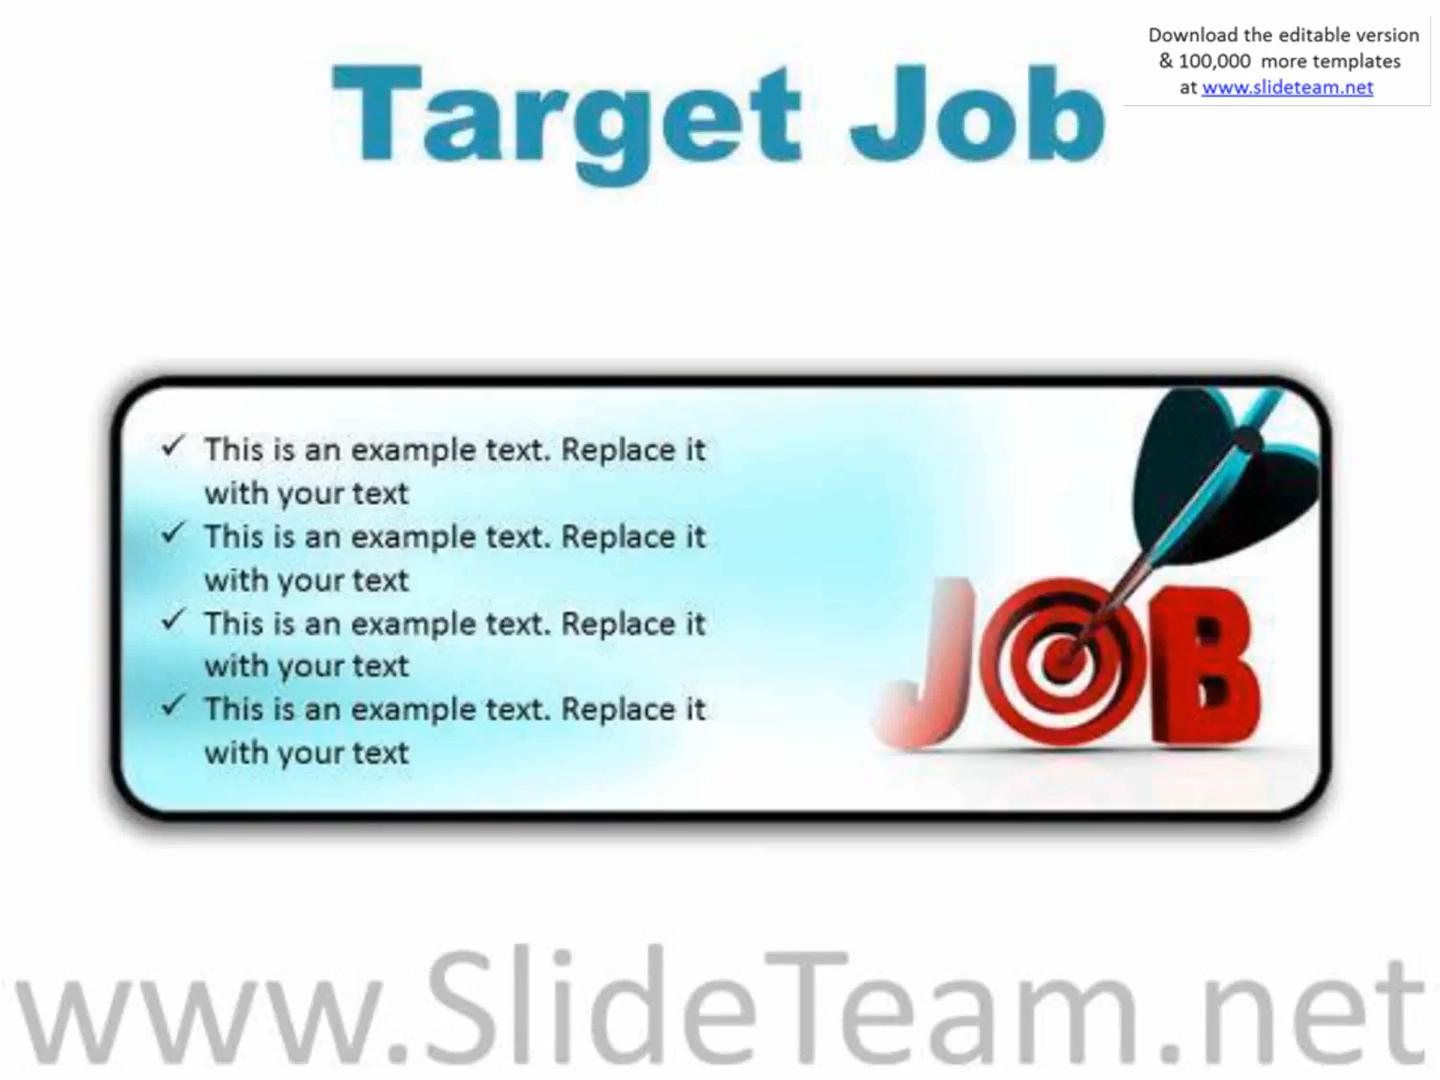 Download the editable version
& 100,000 more templates
at www.slideteam.net
Target Job
✓ This is an example text. Replace it
with your text
✓ This is an example text. Replace it
with your text
✓ This is an example text. Replace it
with your text
✓ This is an example text. Replace it
with your text
JOB
www.SlideTeam.net